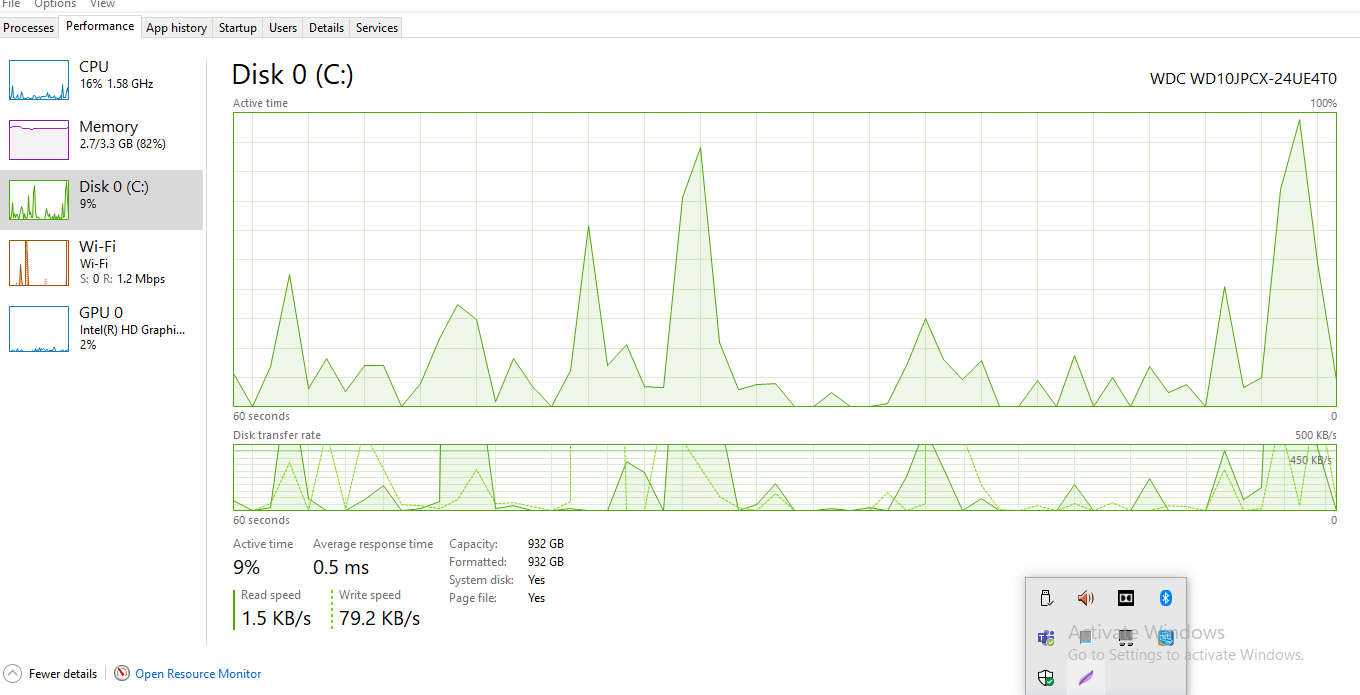 File Options View
Processes Performance App history Startup Users Details Services
CPU
16% 1.58 GHz
Memory
2.7/3.3 GB (82%)
Disk 0 (C:)
9%
Wi-Fi
Wi-Fi
S: 0 R: 1.2 Mbps
GPU 0
Intel(R) HD Graphi...
2%
Disk 0 (C:) WDC WD10JPCX-24UE4T0
Active time 100%
60 seconds 0
Disk transfer rate 500 KB/s
450 KB/s
60 seconds 0
Active time Average response time
9% 0.5 ms
Read speed Write speed
1.5 KB/s 79.2 KB/s
Capacity: 932 GB
Formatted: 932 GB
System disk: Yes
Page file: Yes
Activate Windows
Go to Settings to activate Windows.
Fewer details Open Resource Monitor